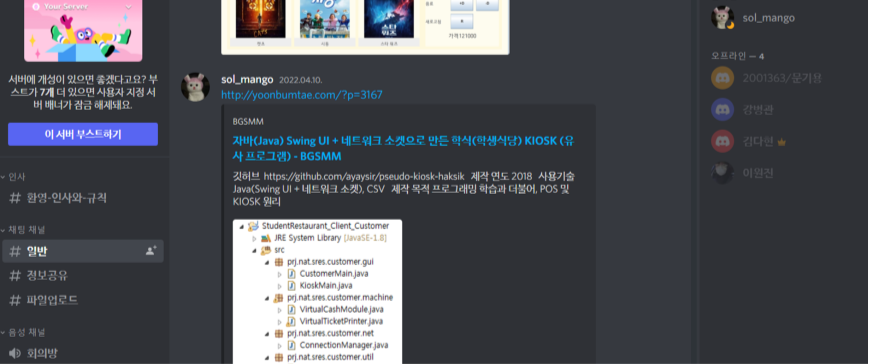 Your Server
서버에 개성이 있으면 좋겠다고요? 부
스트가 7개 더 있으면 사용자 지정 서
버 배너가 잠금 해제돼요.
이 서버 부스트하기
인사
# 환영-인사와-규칙
채팅 채널
# 일반
# 정보공유
# 파일업로드
음성 채널
회의방
가격121000
sol_mango 2022.04.10.
http://yoonbumtae.com/?p=3167
BGSMM
자바(Java) Swing UI + 네트워크 소켓으로 만든 학식(학생식당) KIOSK (유
사 프로그램) - BGSMM
깃허브 https://github.com/ayaysir/pseudo-kiosk-haksik 제작 연도 2018 사용기술
Java(Swing UI + 네트워크 소켓), CSV 제작 목적 프로그래밍 학습과 더불어, POS 및
KIOSK 원리
StudentRestaurant_Client_Customer
JRE System Library [JavaSE-1.8]
src
prj.nat.sres.customer.gui
CustomerMain.java
KioskMain.java
prj.nat.sres.customer.machine
VirtualCashModule.java
VirtualTicketPrinter.java
prj.nat.sres.customer.net
ConnectionManager.java
prj.nat.sres.customer.util
sol_mango
오프라인 — 4
2001363/문기용
김병관
김다현
이원진